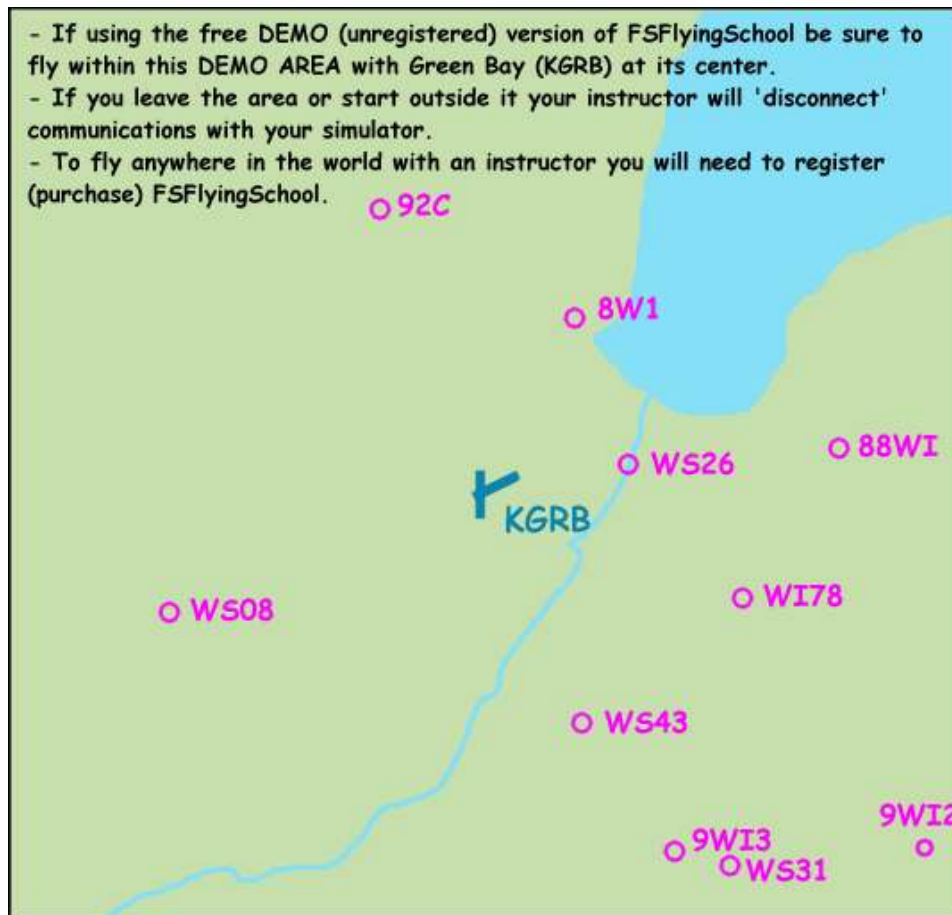 - If using the free DEMO (unregistered) version of FSFlyingSchool be sure to
fly within this DEMO AREA with Green Bay (KGRB) at its center.
- If you leave the area or start outside it your instructor will 'disconnect'
communications with your simulator.
- To fly anywhere in the world with an instructor you will need to register
(purchase) FSFlyingSchool.
92C
8W1
88WI
WS26
KGRB
WI78
WS08
WS43
9WI2
9WI3
WS31